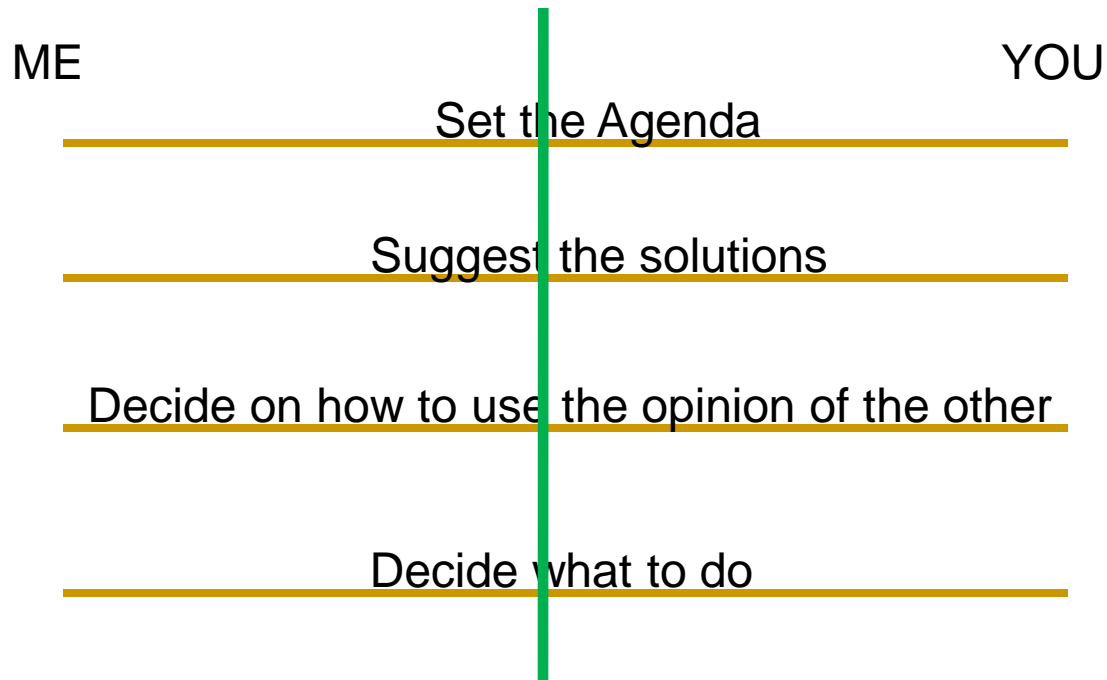 ME
YOU
Set the Agenda
Suggest the solutions
Decide on how to use the opinion of the other
Decide what to do